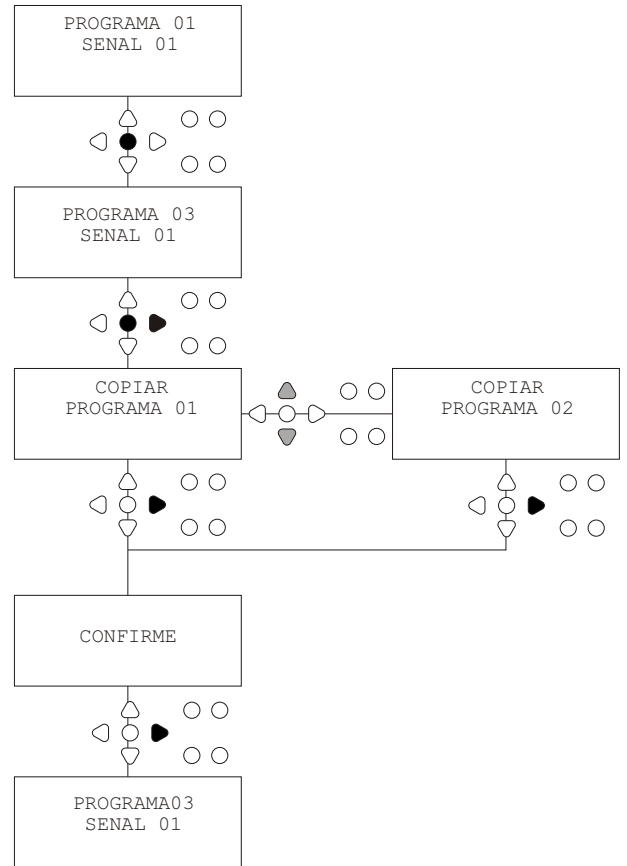 PROGRAMA 01
SENAL 01
PROGRAMA 03
SENAL 01
COPIAR
PROGRAMA 01
COPIAR
PROGRAMA 02
CONFIRME
PROGRAMA03
SENAL 01